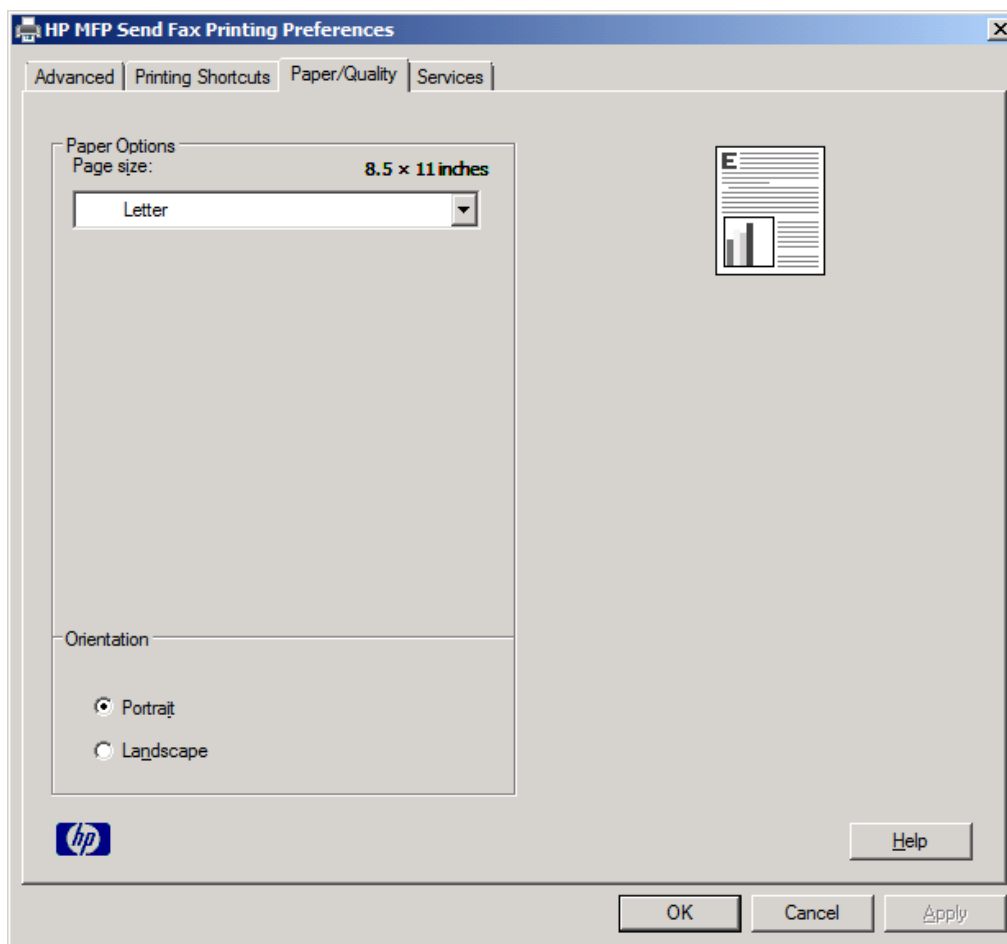 HP MFP Send Fax Printing Preferences
Advanced Printing Shortcuts Paper/Quality Services
Paper Options
Page size: 8.5 × 11 inches
Letter
E
Orientation
Portrait
Landscape
hp
Help
OK Cancel Apply